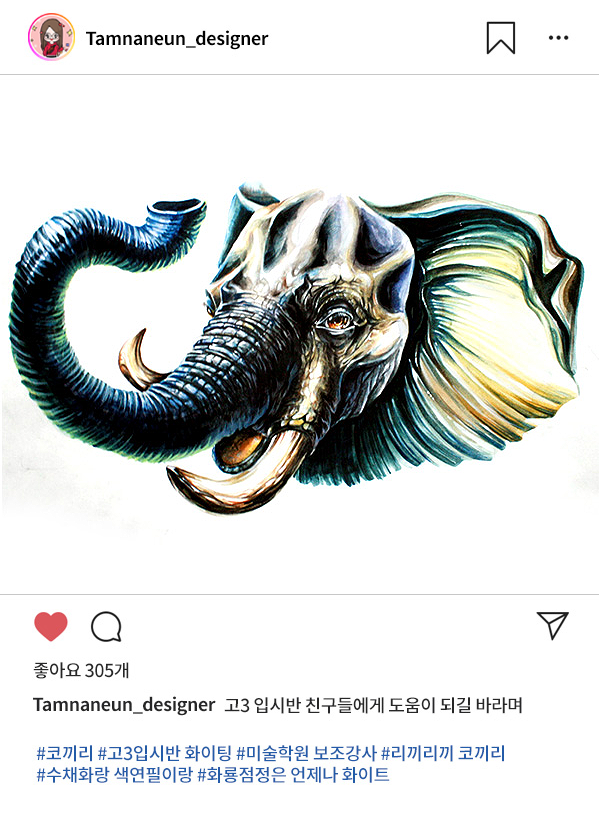 Tamnaneun_designer
좋아요 305개
Tamnaneun_designer 고3 입시반 친구들에게 도움이 되길 바라며
#코끼리 #고3입시반 화이팅 #미술학원 보조강사 #리끼리끼 코끼리
#수채화랑 색연필이랑 #화룡점정은 언제나 화이트